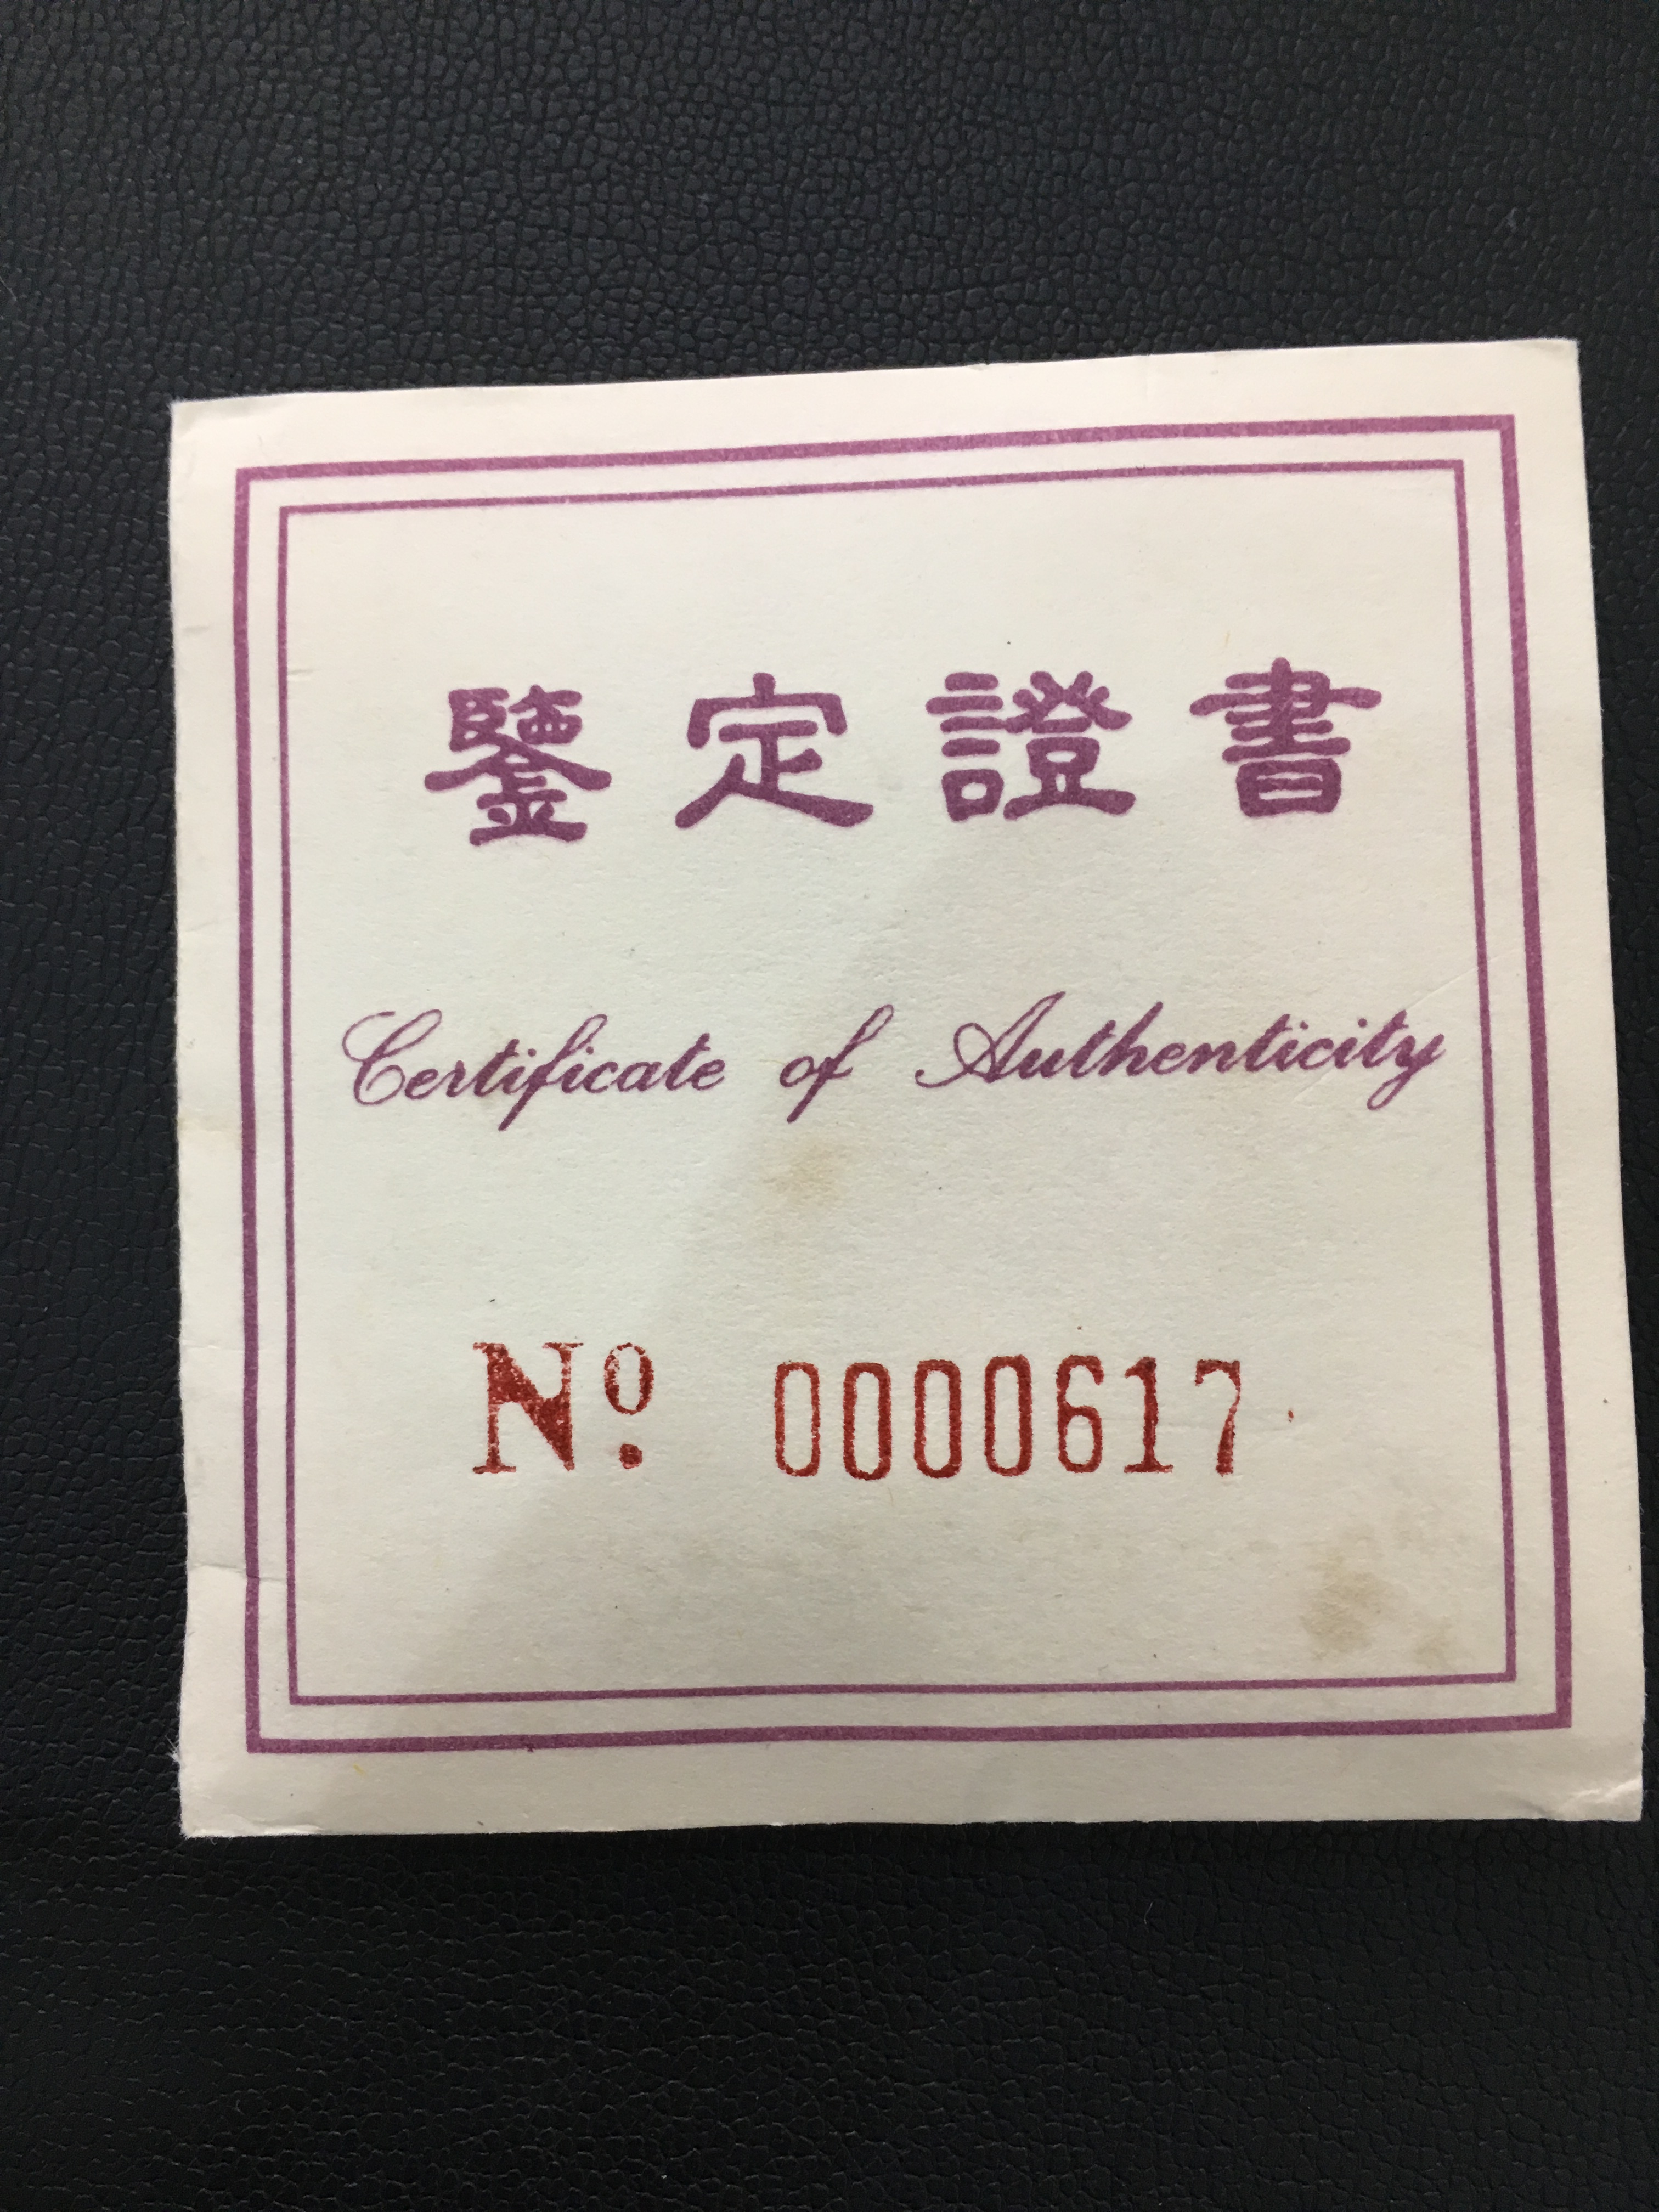 鑒定證書
Certificate of Authenticity
Nº. 0000617